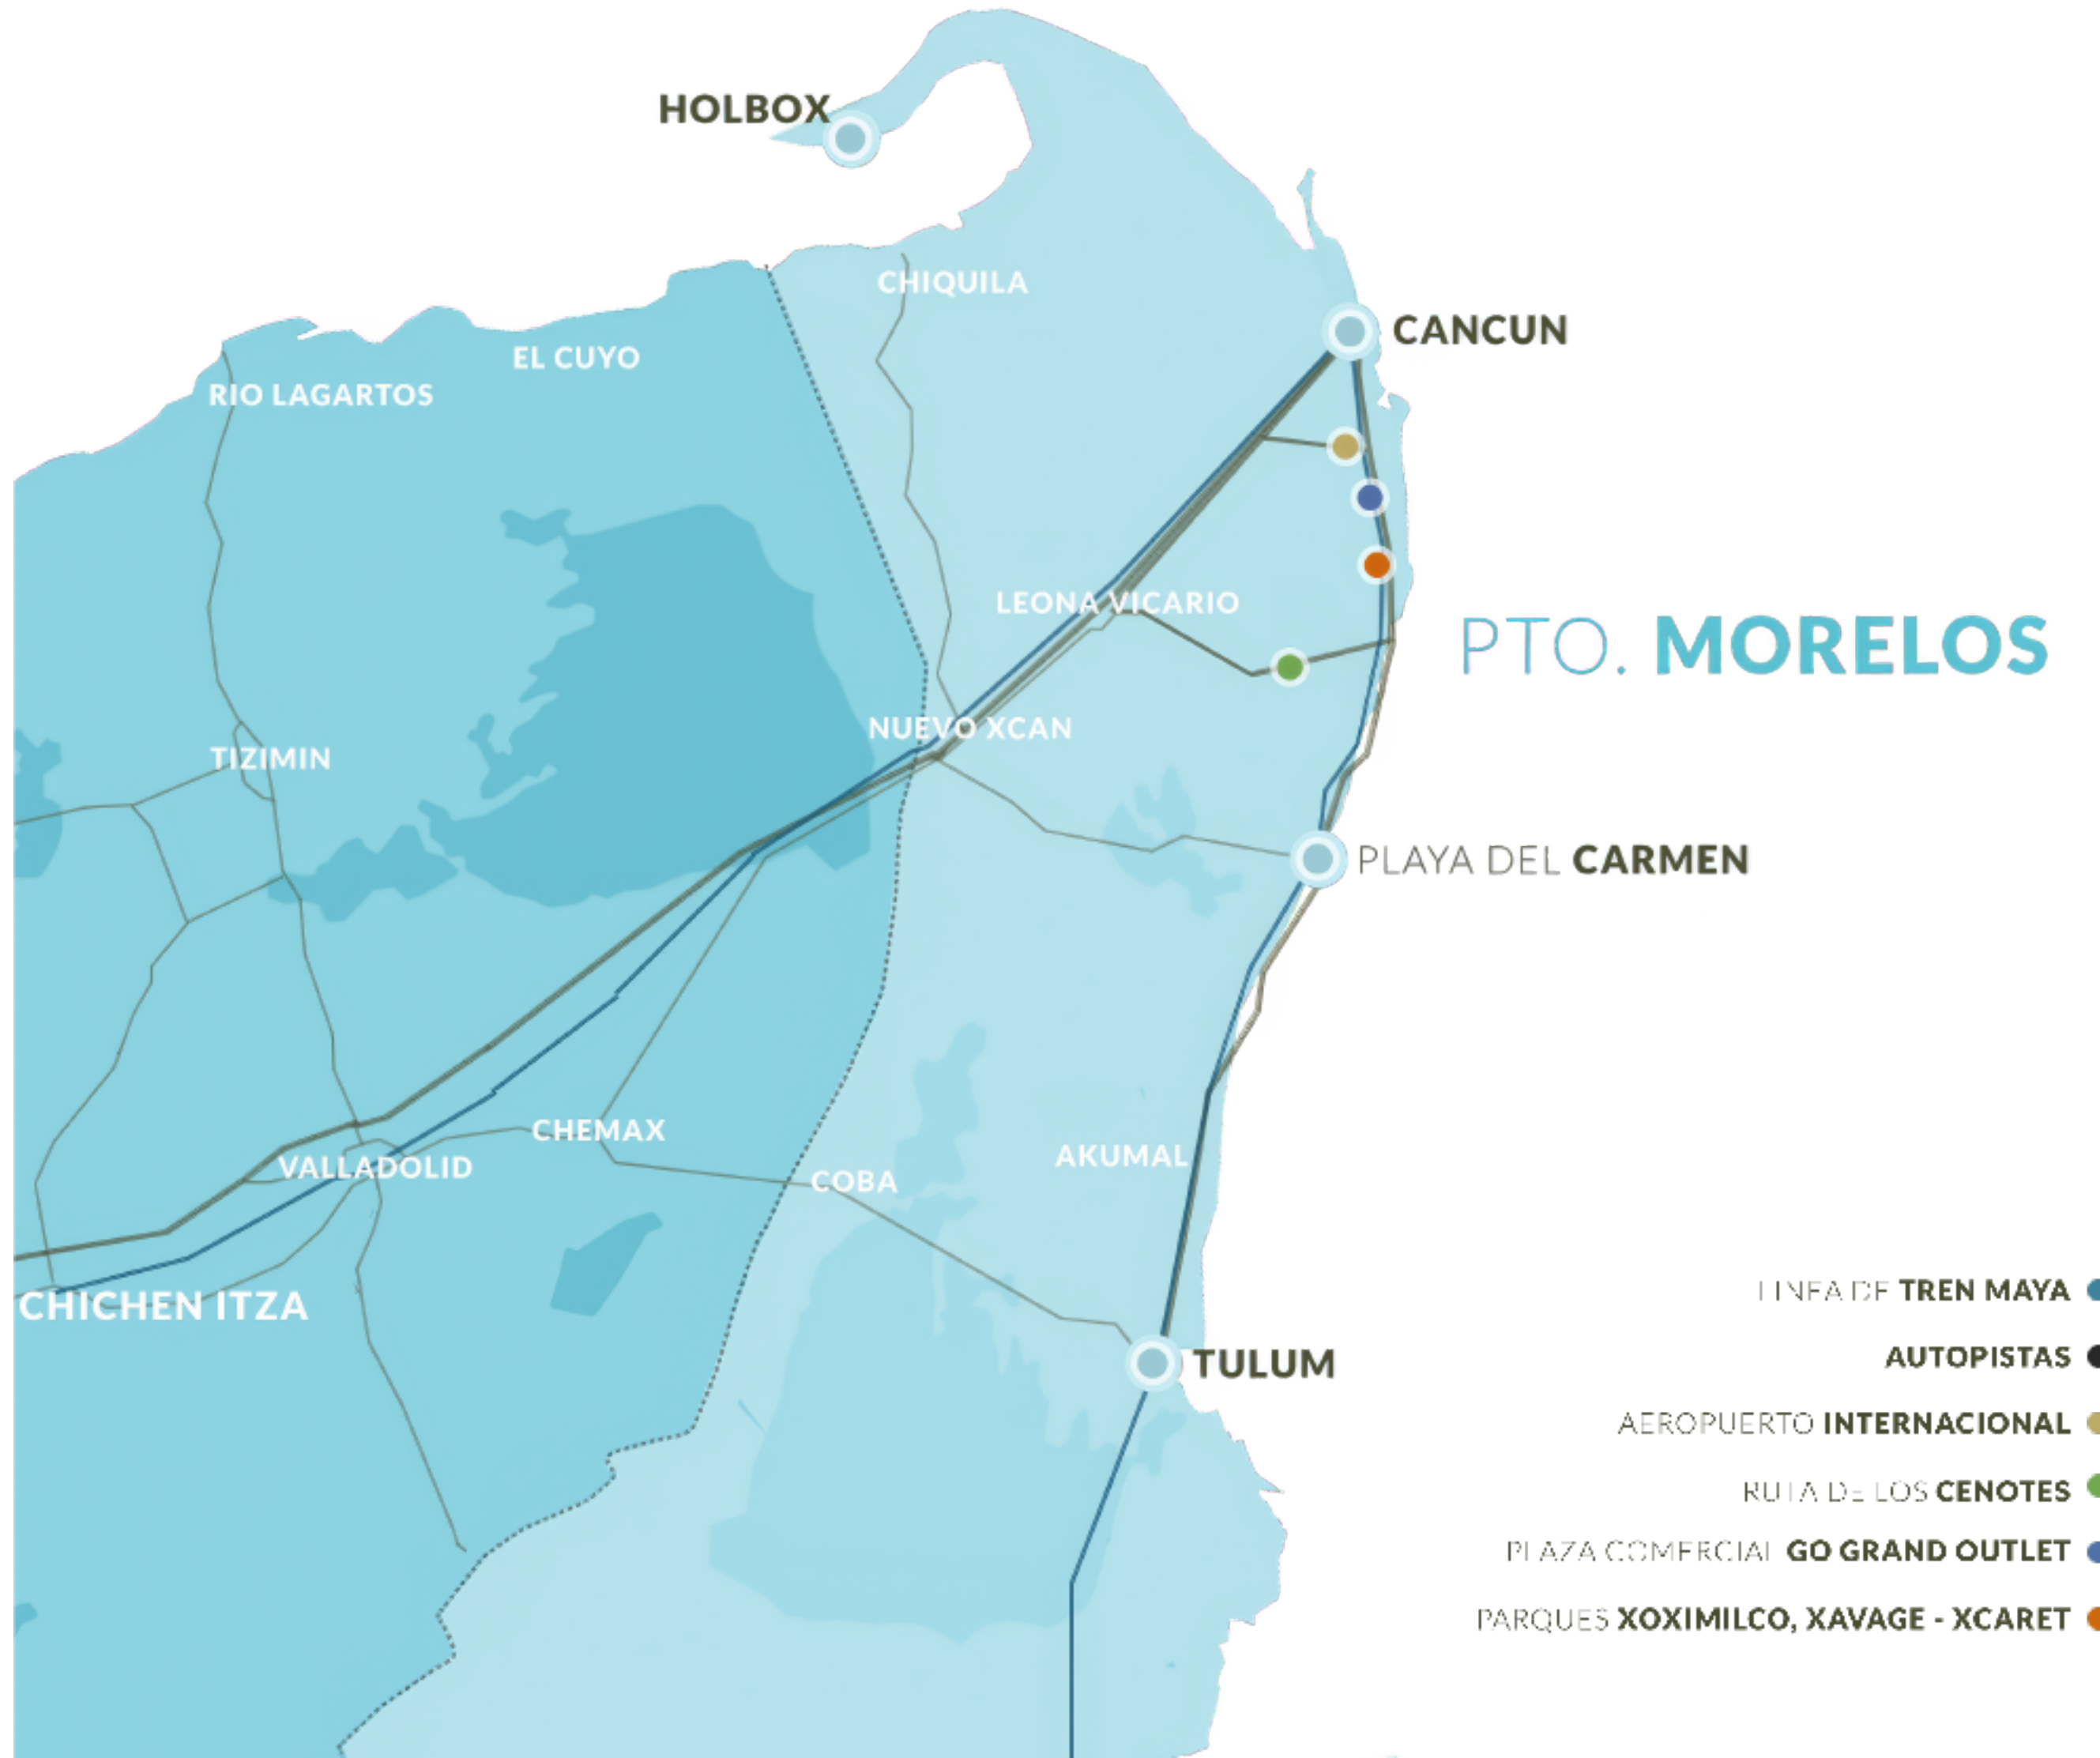 HOLBOX
CHIQUILA
CANCUN
EL CUYO
RIO LAGARTOS
LEONA VICARIO
PTO. MORELOS
NUEVO XCAN
TIZIMIN
PLAYA DEL CARMEN
CHEMAX
AKUMAL
VALLADOLID
COBA
CHICHEN ITZA
TULUM
LINEA DE TREN MAYA
AUTOPISTAS
AEROPUERTO INTERNACIONAL
RUTA DE LOS CENOTES
PLAZA COMERCIAL GO GRAND OUTLET
PARQUES XOXIMILCO, XAVAGE - XCARET